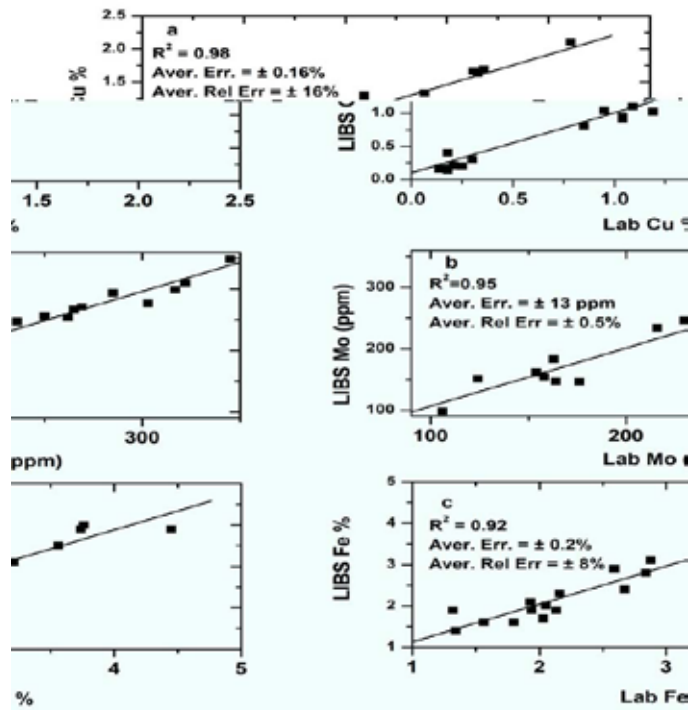 2.5
2.0
1.5
a
R² = 0.98
Aver. Err. = ± 0.16%
Aver. Rel Err = ± 16%
u %
1.5 2.0 2.5
%
LIBS
1.0
0.5
0.0
0.0 0.5 1.0
Lab Cu %
300
ppm)
LIBS Mo (ppm)
300
200
100
b
R²=0.95
Aver. Err. = ± 13 ppm
Aver. Rel Err = ± 0.5%
100 200
Lab Mo (
4 5
%
LIBS Fe %
5
4
3
2
1
c
R² = 0.92
Aver. Err. = ± 0.2%
Aver. Rel Err = ± 8%
1 2 3
Lab Fe